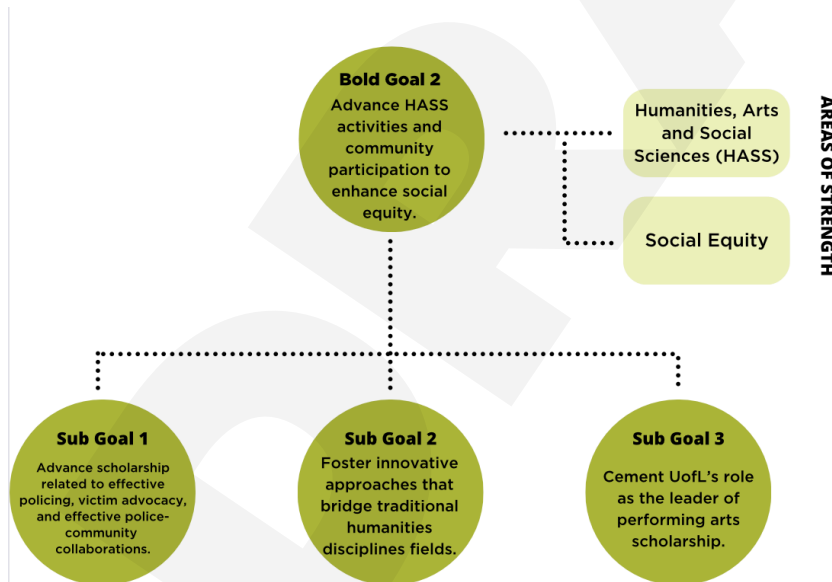 Bold Goal 2
Advance HASS
activities and
community
participation to
enhance social
equity.
Humanities, Arts
and Social
Sciences (HASS)
Social Equity
AREAS OF STRENGTH
Sub Goal 1
Advance scholarship
related to effective
policing, victim advocacy,
and effective police-
community
collaborations.
Sub Goal 2
Foster innovative
approaches that
bridge traditional
humanities
disciplines fields.
Sub Goal 3
Cement UofL's role
as the leader of
performing arts
scholarship.